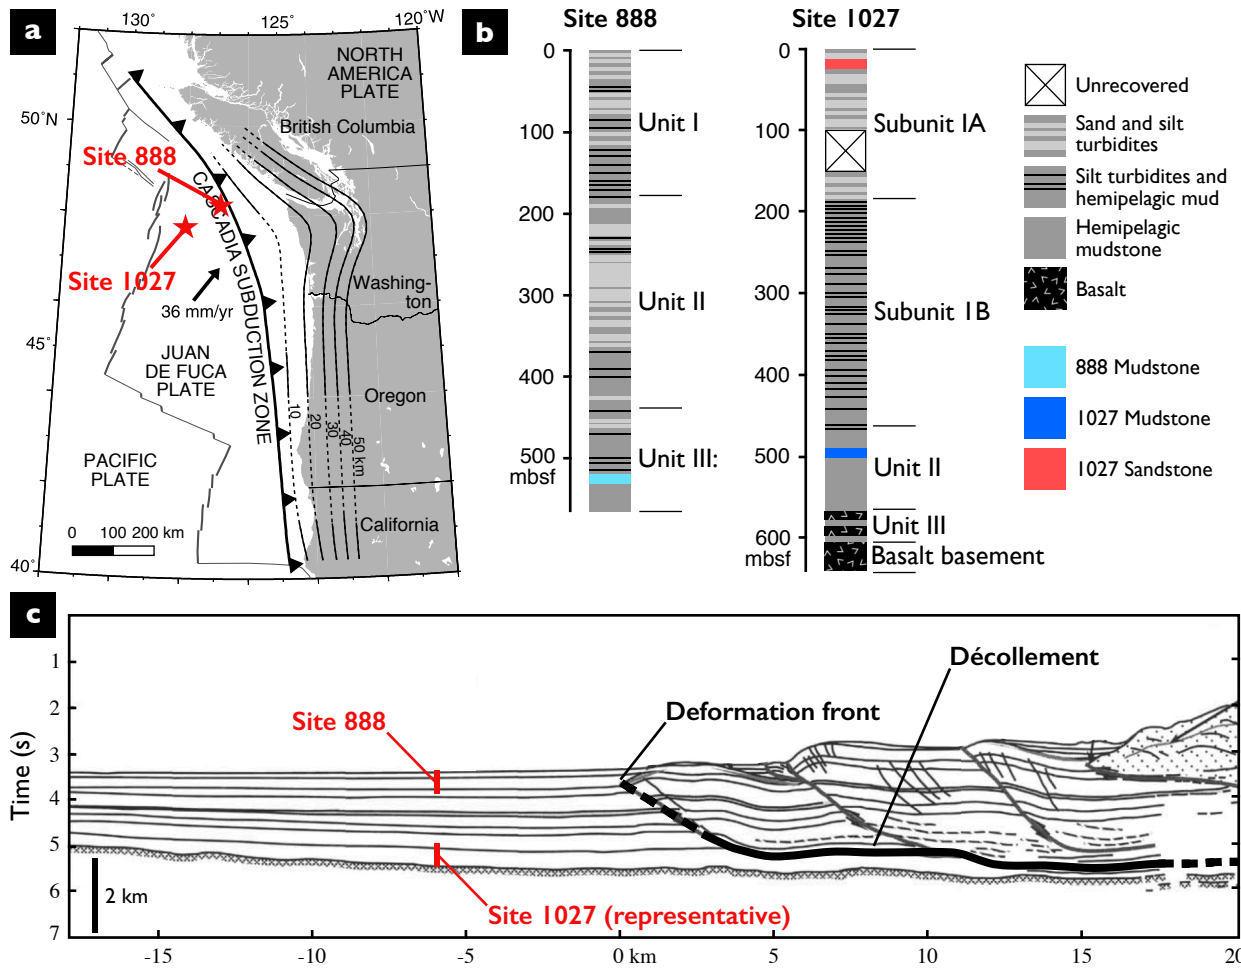 a
130°
125°
120°W
50°N
45°
40°
NORTH
AMERICA
PLATE
British Columbia
Site 888
Site 1027
CASCADIA SUBDUCTION ZONE
36 mm/yr
Washing-
ton
JUAN
DE FUCA
PLATE
Oregon
10
20
30
40
50 km
PACIFIC
PLATE
California
0
100 200 km
b
Site 888
0
100
200
300
400
500
mbsf
Unit I
Unit II
Unit III:
Site 1027
0
100
200
300
400
500
600
mbsf
Subunit IA
Subunit 1B
Unit II
Unit III
Basalt basement
Unrecovered
Sand and silt
turbidites
Silt turbidites and
hemipelagic mud
Hemipelagic
mudstone
Basalt
888 Mudstone
1027 Mudstone
1027 Sandstone
c
Time (s)
1
2
3
4
5
6
7
2 km
Site 888
Deformation front
Décollement
Site 1027 (representative)
-15
-10
-5
0 km
5
10
15
20